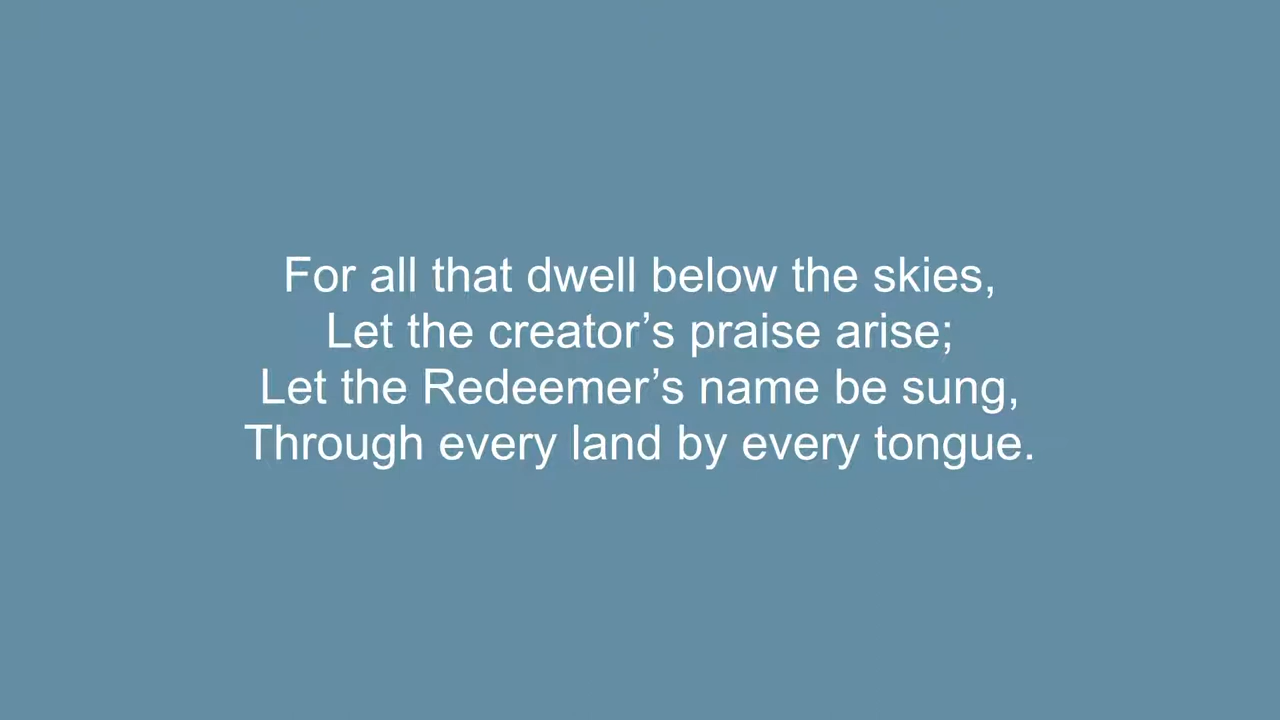 For all that dwell below the skies,
Let the creator’s praise arise;
Let the Redeemer’s name be sung,
Through every land by every tongue.